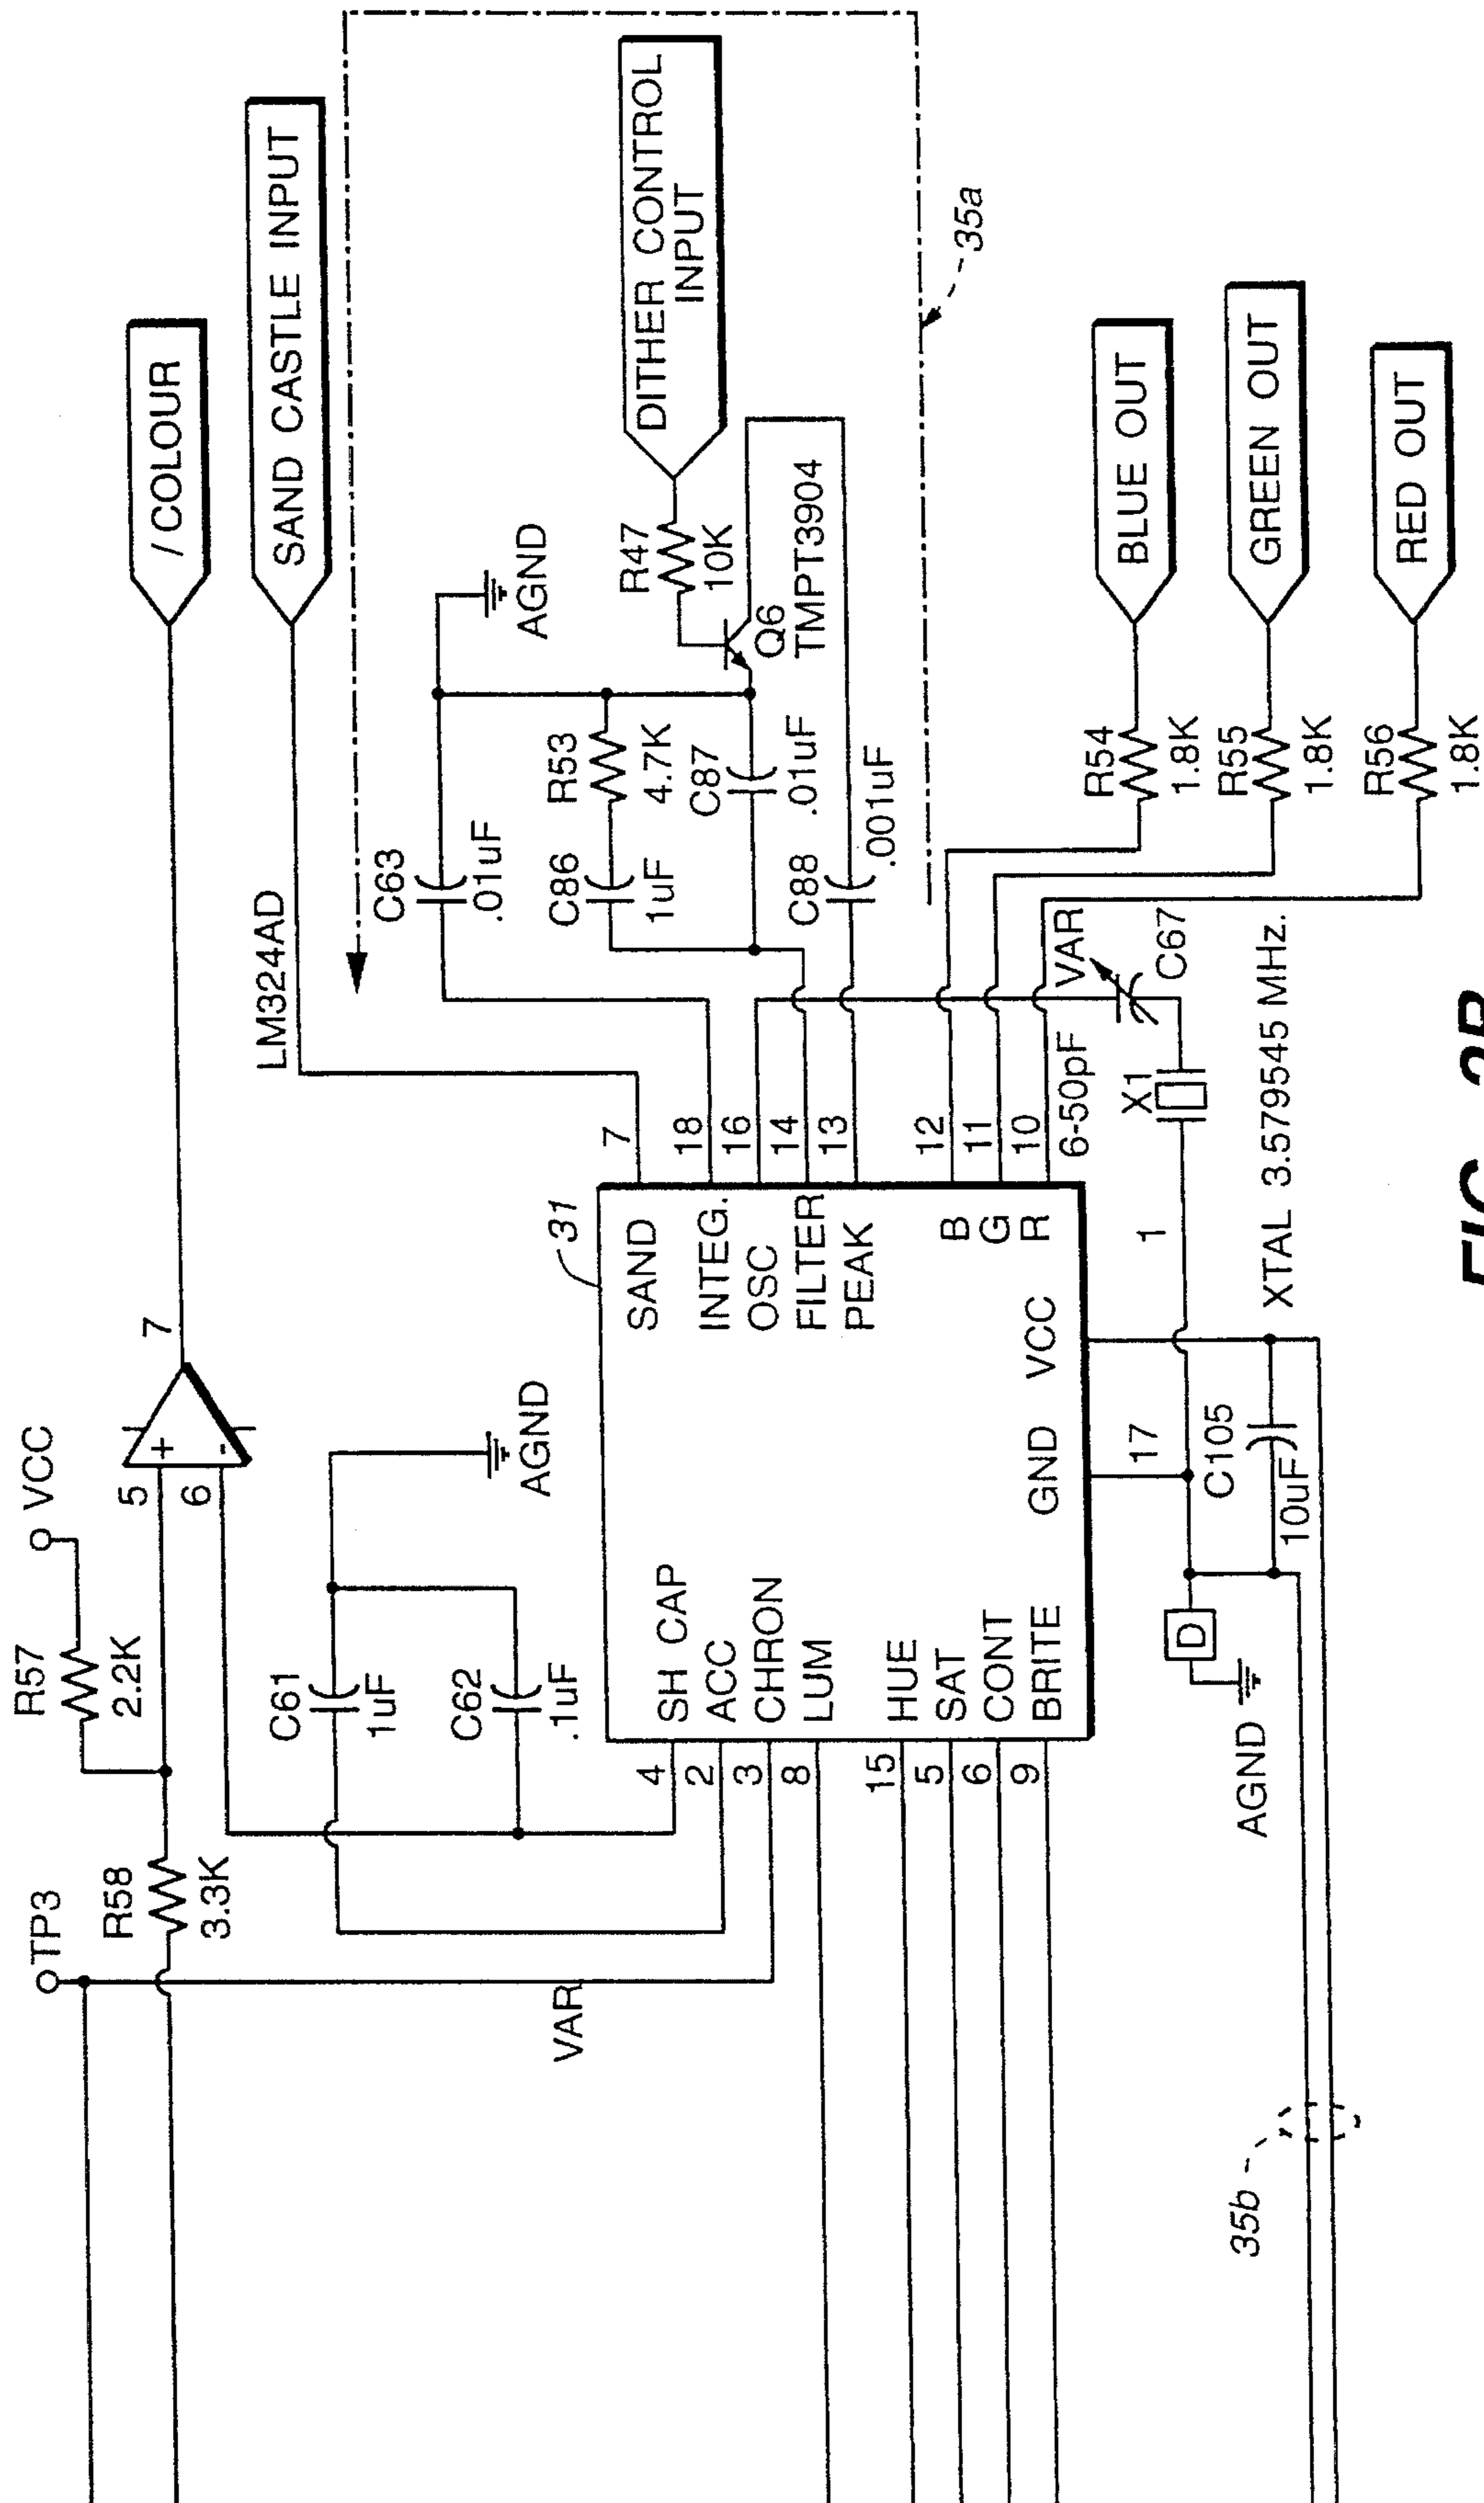 TP3
R57
2.2K
VCC
R58
3.3K
5
6
+
-
7
/COLOUR
LM324AD
SAND CASTLE INPUT
C61
1uF
AGND
C62
.1uF
VAR
C63
.01uF
AGND
C86
1uF
R53
4.7K
C87
.01uF
C88
.001uF
Q6
TMPT3904
R47
10K
DITHER CONTROL
INPUT
35a
31
4
2
3
8
15
5
6
9
SH CAP
ACC
CHRON
LUM
HUE
SAT
CONT
BRITE
SAND
INTEG.
OSC
FILTER
PEAK
B
G
R
GND
VCC
7
18
16
14
13
12
11
10
R54
1.8K
BLUE OUT
R55
1.8K
GREEN OUT
R56
1.8K
RED OUT
6-50pF
VAR
C67
X1
1
17
XTAL 3.579545 MHz.
C105
10uF
D
AGND
35b